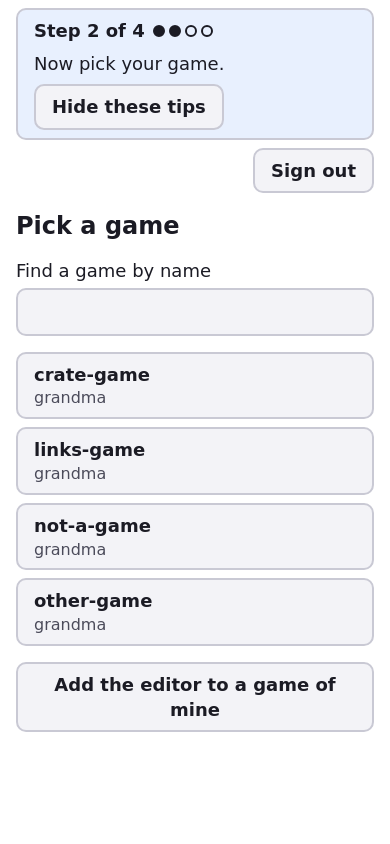 Step 2 of 4
Now pick your game.
Hide these tips
Sign out
Pick a game
Find a game by name
crate-game
grandma
links-game
grandma
not-a-game
grandma
other-game
grandma
Add the editor to a game of
mine